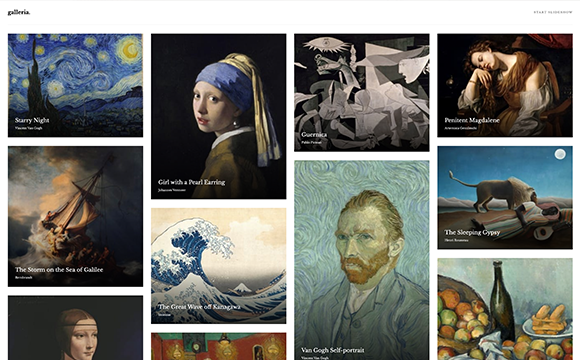 galleria.
START SLIDESHOW
Starry Night
Vincent Van Gogh
Girl with a Pearl Earring
Johannes Vermeer
Guernica
Pablo Picasso
Penitent Magdalene
Artemisia Gentileschi
The Storm on the Sea of Galilee
Rembrandt
The Great Wave off Kanagawa
Hokusai
Van Gogh Self-portrait
Vincent Van Gogh
The Sleeping Gypsy
Henri Rousseau